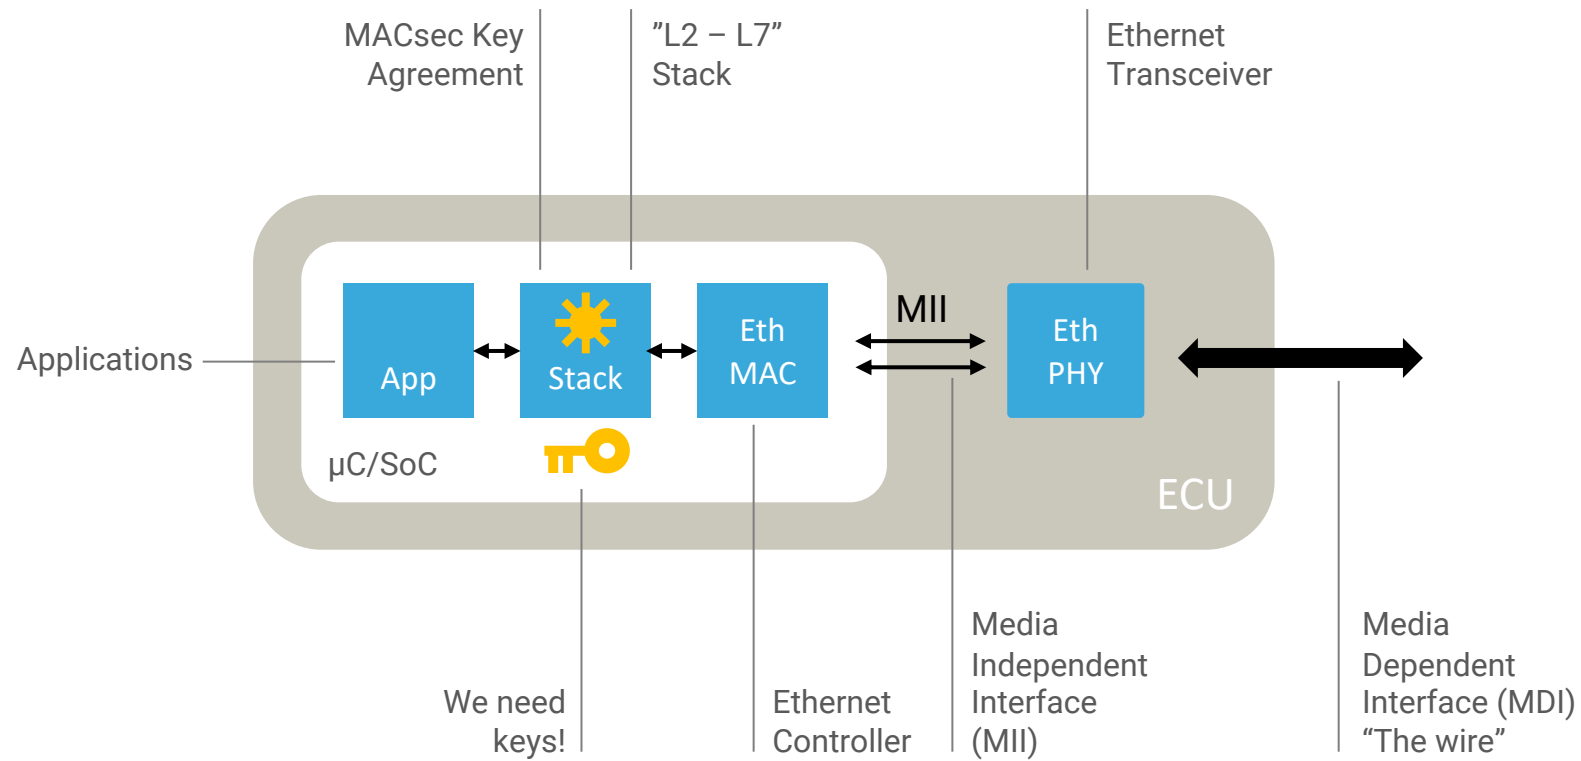 MACsec Key
Agreement
”L2 – L7”
Stack
Ethernet
Transceiver
Applications
App
Stack
Eth
MAC
MII
Eth
PHY
µC/SoC
ECU
We need
keys!
Ethernet
Controller
Media
Independent
Interface
(MII)
Media
Dependent
Interface (MDI)
“The wire”